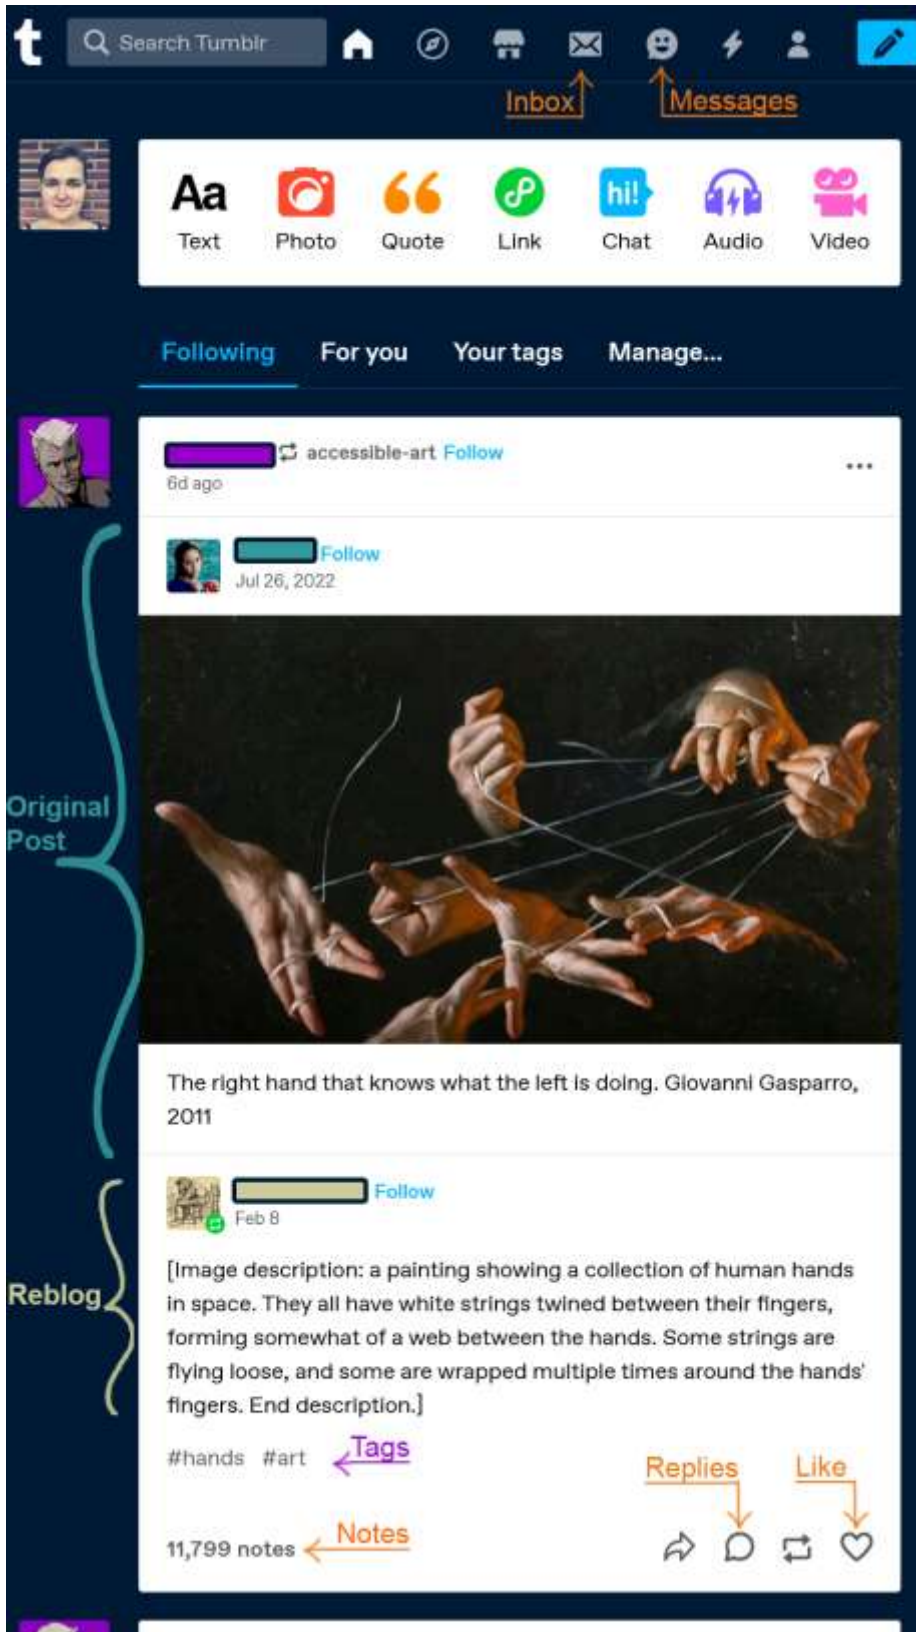 t Search Tumblr
Inbox Messages
Aa hi!
Text Photo Quote Link Chat Audio Video
Following For you Your tags Manage...
accessible-art Follow
6d ago
Follow
Jul 26, 2022
Original
Post
The right hand that knows what the left is doing. Giovanni Gasparro,
2011
Follow
Feb 8
Reblog
[Image description: a painting showing a collection of human hands
in space. They all have white strings twined between their fingers,
forming somewhat of a web between the hands. Some strings are
flying loose, and some are wrapped multiple times around the hands'
fingers. End description.]
#hands #art Tags
Replies Like
11,799 notes Notes